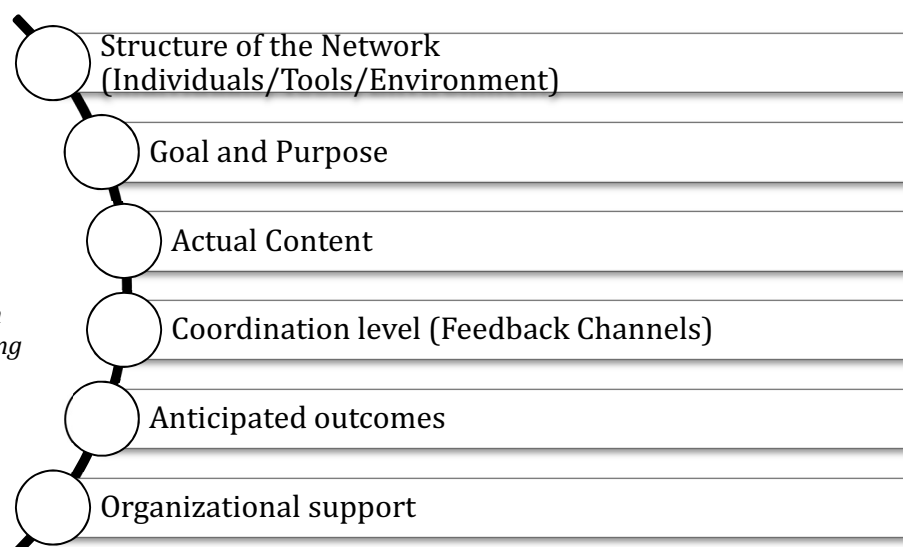 Structure of the Network
(Individuals/Tools/Environment)
Goal and Purpose
Actual Content
Coordination level (Feedback Channels)
Anticipated outcomes
Organizational support